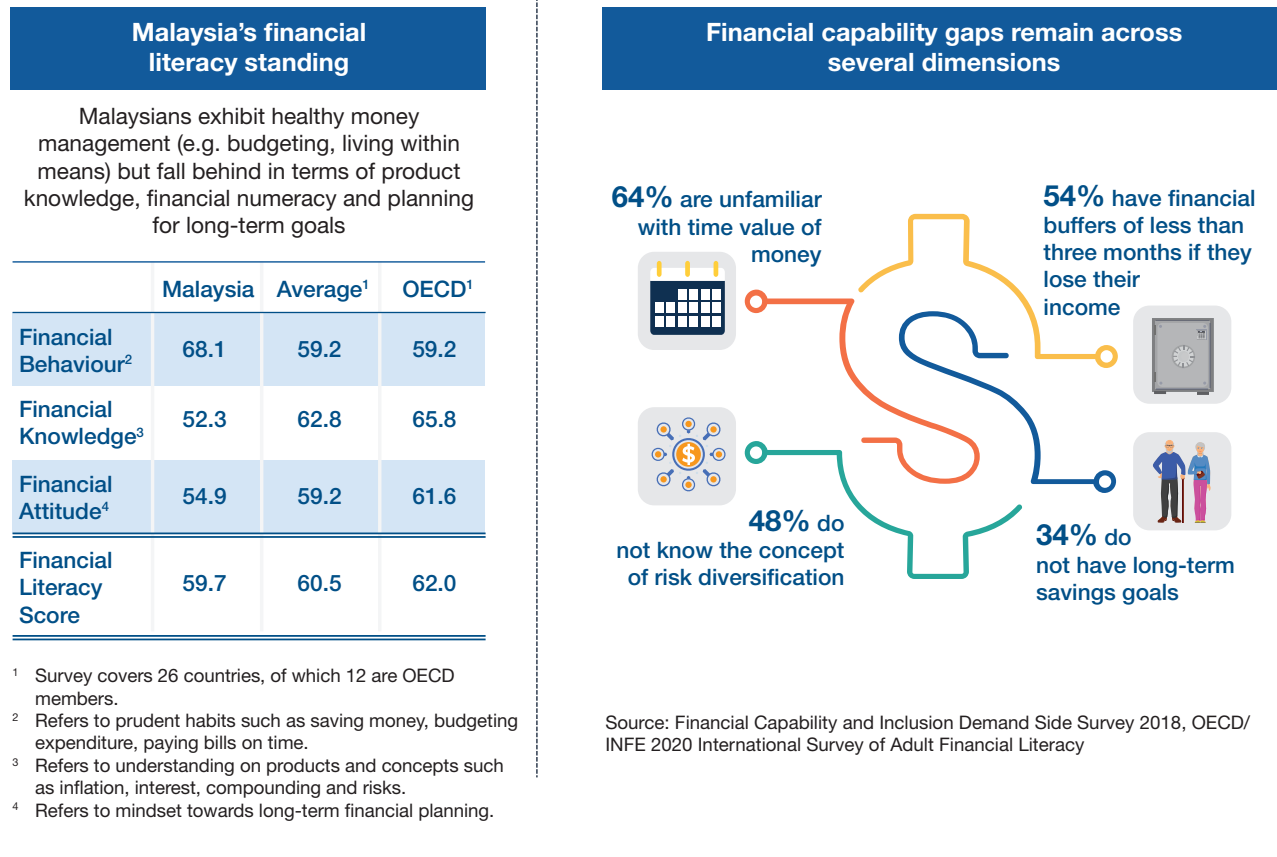 Malaysia’s financial
literacy standing
Malaysians exhibit healthy money
management (e.g. budgeting, living within
means) but fall behind in terms of product
knowledge, financial numeracy and planning
for long-term goals
Malaysia Average¹ OECD¹
Financial
Behaviour² 68.1 59.2 59.2
Financial
Knowledge³ 52.3 62.8 65.8
Financial
Attitude⁴ 54.9 59.2 61.6
Financial
Literacy 59.7 60.5 62.0
Score
¹ Survey covers 26 countries, of which 12 are OECD
members.
² Refers to prudent habits such as saving money, budgeting
expenditure, paying bills on time.
³ Refers to understanding on products and concepts such
as inflation, interest, compounding and risks.
⁴ Refers to mindset towards long-term financial planning.
Financial capability gaps remain across
several dimensions
64% are unfamiliar
with time value of
money
54% have financial
buffers of less than
three months if they
lose their
income
$
48% do
not know the concept
of risk diversification
34% do
not have long-term
savings goals
Source: Financial Capability and Inclusion Demand Side Survey 2018, OECD/
INFE 2020 International Survey of Adult Financial Literacy